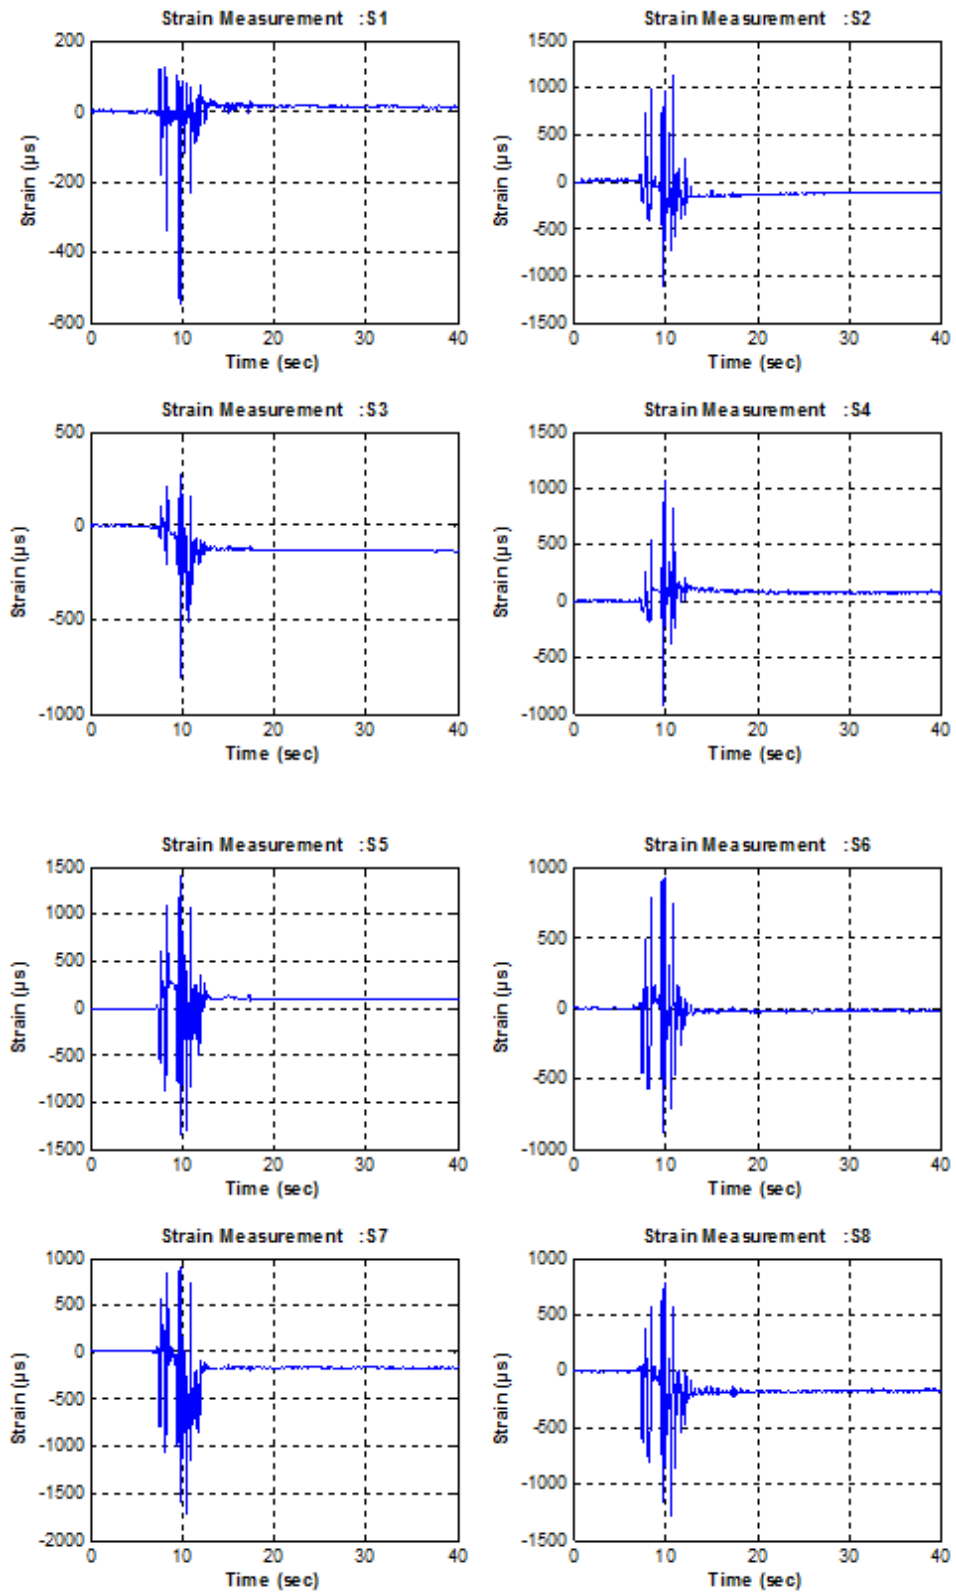 Strain Measurement :S1
200
0
-200
-400
-600
Strain (µs)
0 10 20 30 40
Time (sec)
Strain Measurement :S2
1500
1000
500
0
-500
-1000
-1500
Strain (µs)
0 10 20 30 40
Time (sec)
Strain Measurement :S3
500
0
-500
-1000
Strain (µs)
0 10 20 30 40
Time (sec)
Strain Measurement :S4
1500
1000
500
0
-500
-1000
Strain (µs)
0 10 20 30 40
Time (sec)
Strain Measurement :S5
1500
1000
500
0
-500
-1000
-1500
Strain (µs)
0 10 20 30 40
Time (sec)
Strain Measurement :S6
1000
500
0
-500
-1000
Strain (µs)
0 10 20 30 40
Time (sec)
Strain Measurement :S7
1000
500
0
-500
-1000
-1500
-2000
Strain (µs)
0 10 20 30 40
Time (sec)
Strain Measurement :S8
1000
500
0
-500
-1000
-1500
Strain (µs)
0 10 20 30 40
Time (sec)